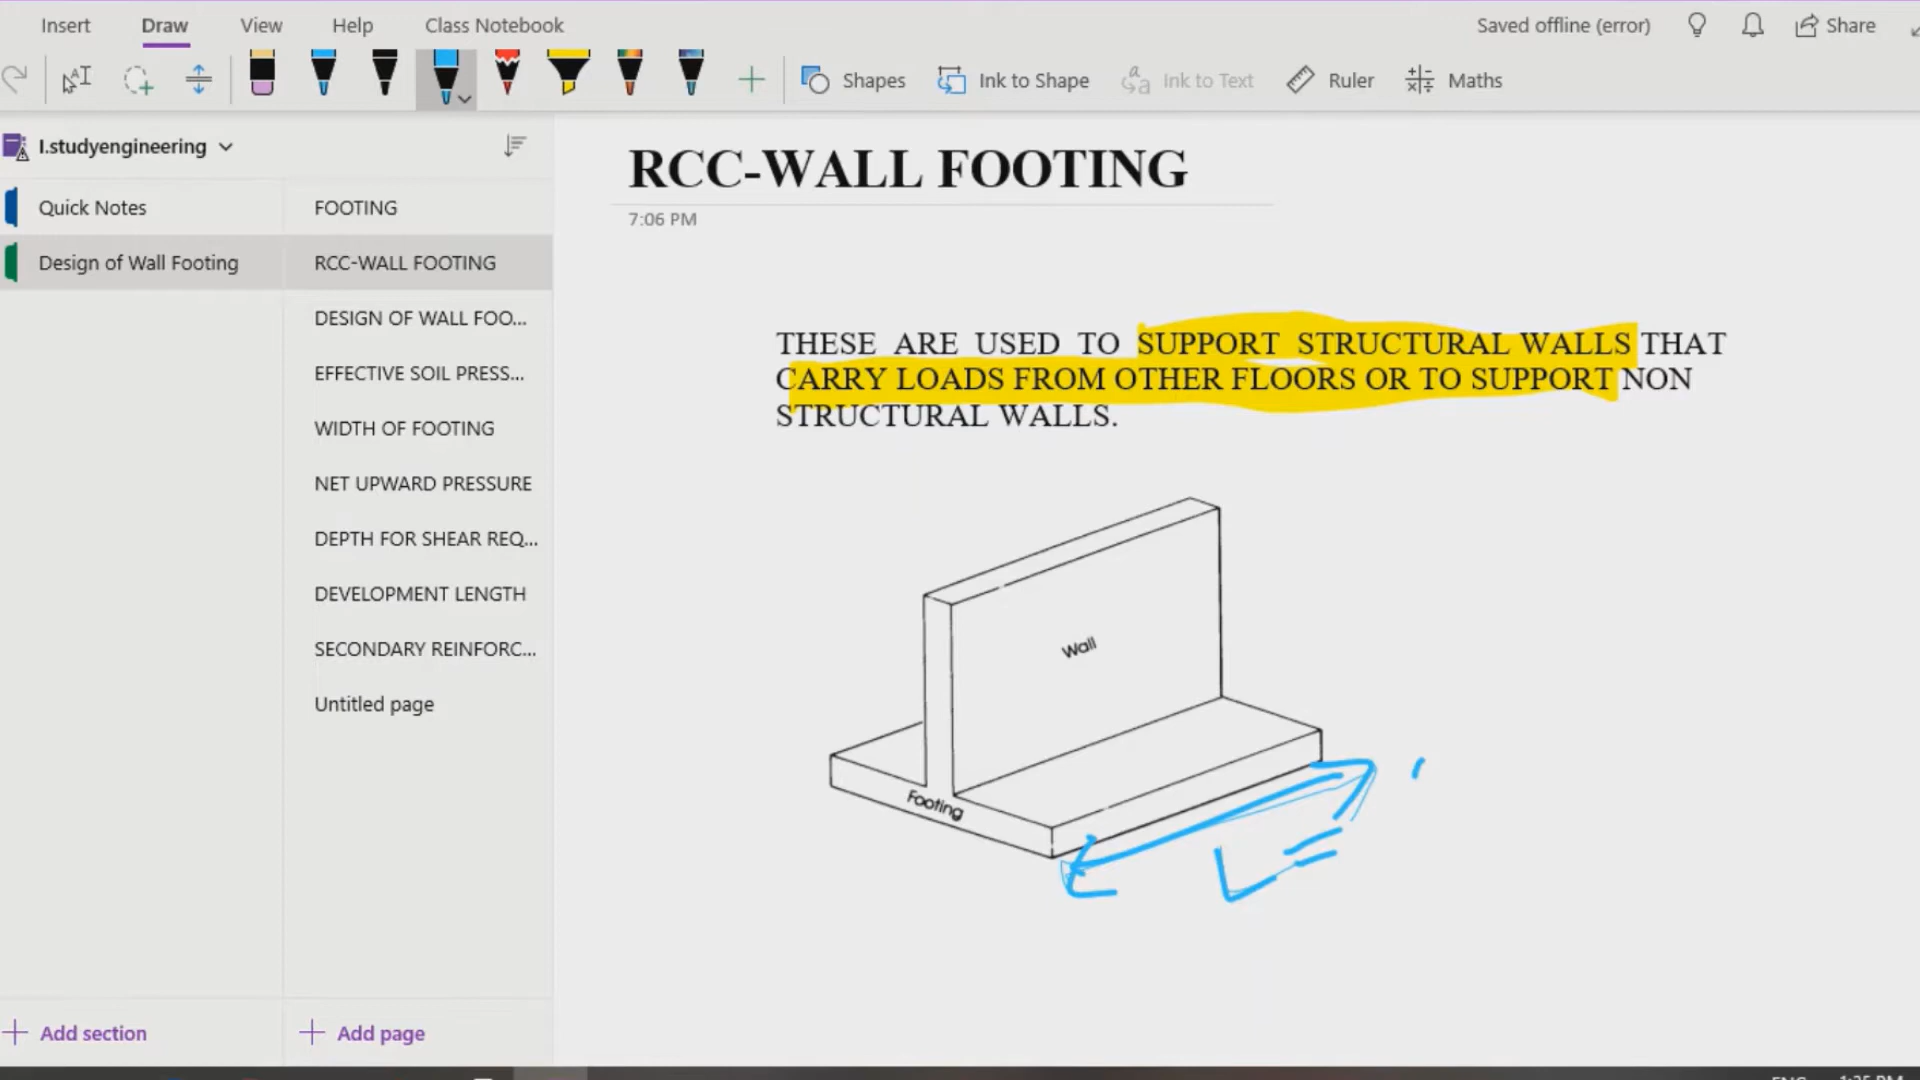 Insert Draw View Help Class Notebook Saved offline (error) Share
Shapes Ink to Shape Ink to Text Ruler Maths
I.studyengineering
Quick Notes
Design of Wall Footing
FOOTING
RCC-WALL FOOTING
DESIGN OF WALL FOO...
EFFECTIVE SOIL PRESS...
WIDTH OF FOOTING
NET UPWARD PRESSURE
DEPTH FOR SHEAR REQ...
DEVELOPMENT LENGTH
SECONDARY REINFORC...
Untitled page
Add section
Add page
RCC-WALL FOOTING
7:06 PM
THESE ARE USED TO SUPPORT STRUCTURAL WALLS THAT
CARRY LOADS FROM OTHER FLOORS OR TO SUPPORT NON
STRUCTURAL WALLS.
Wall
Footing
L=